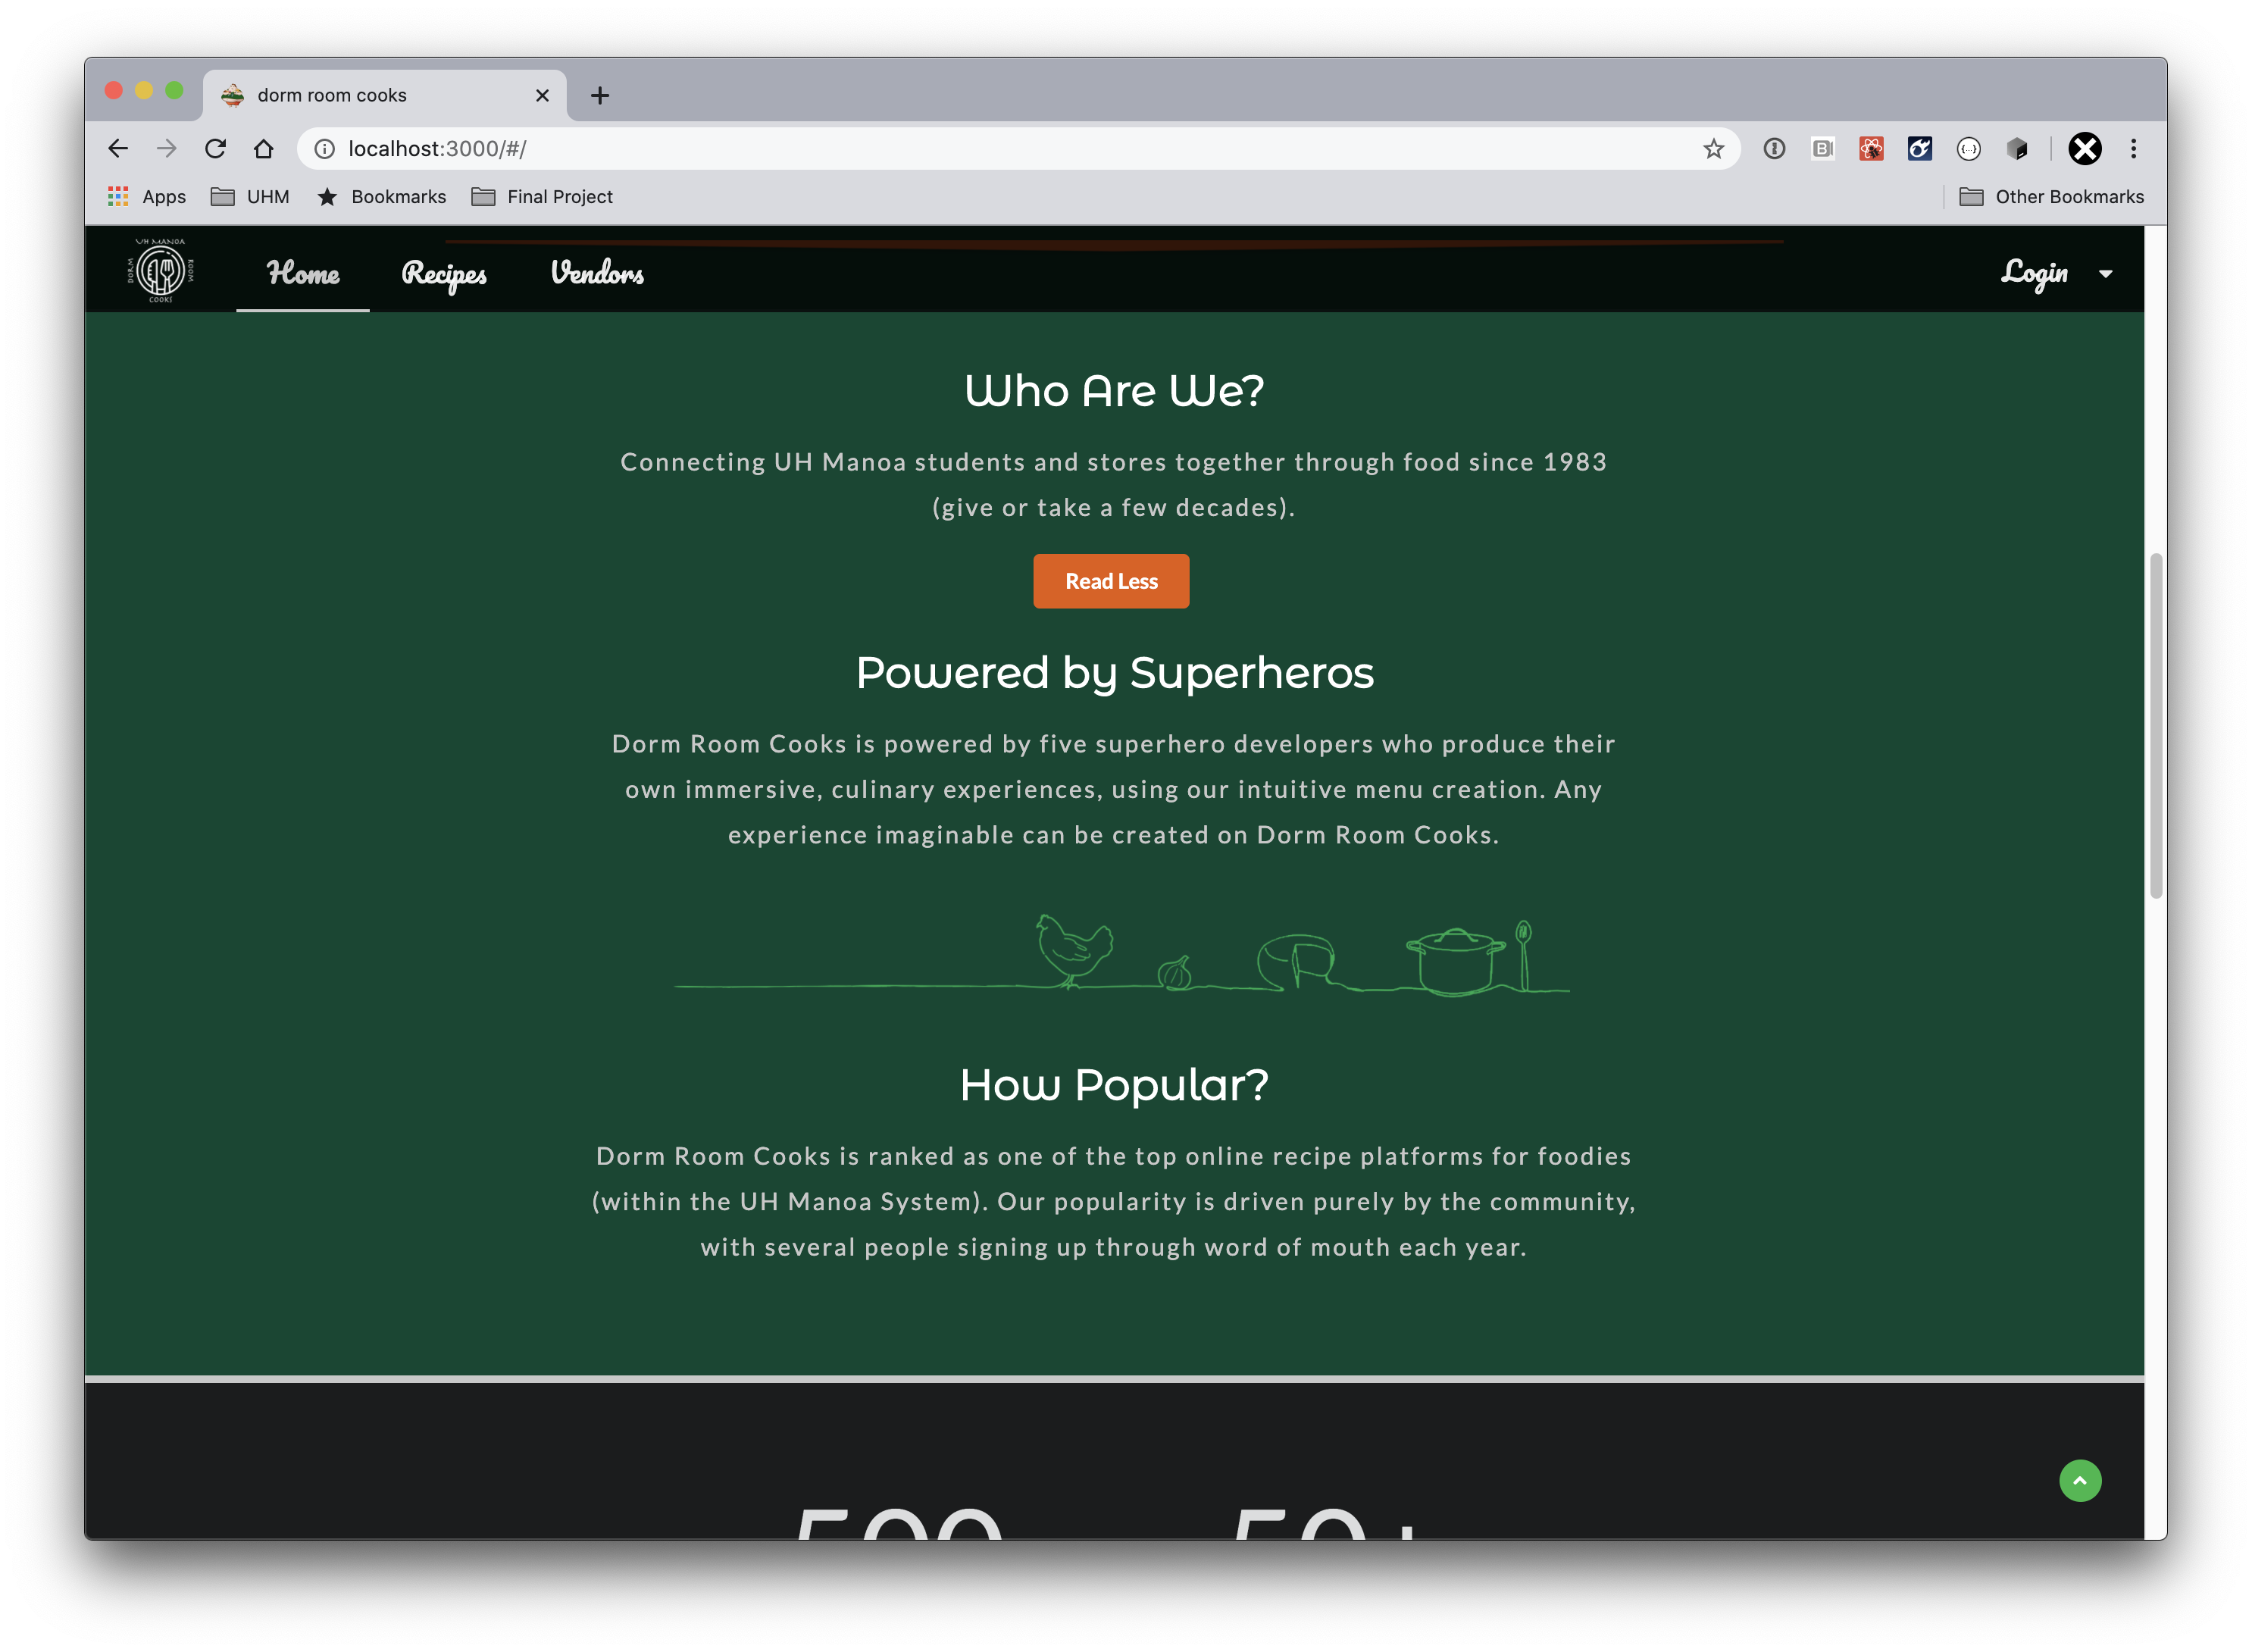 dorm room cooks
localhost:3000/#/
Apps UHM Bookmarks Final Project Other Bookmarks
UH MANOA
DORM ROOM
COOKS
Home Recipes Vendors Login
Who Are We?
Connecting UH Manoa students and stores together through food since 1983
(give or take a few decades).
Read Less
Powered by Superheros
Dorm Room Cooks is powered by five superhero developers who produce their
own immersive, culinary experiences, using our intuitive menu creation. Any
experience imaginable can be created on Dorm Room Cooks.
How Popular?
Dorm Room Cooks is ranked as one of the top online recipe platforms for foodies
(within the UH Manoa System). Our popularity is driven purely by the community,
with several people signing up through word of mouth each year.